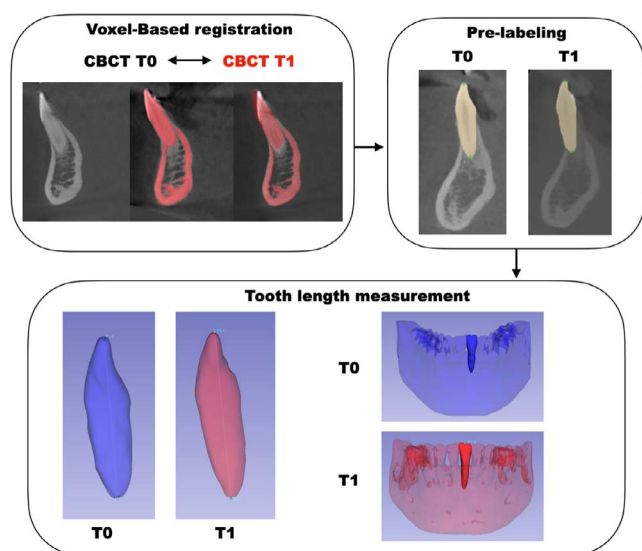 Voxel-Based registration
CBCT T0 CBCT T1
Pre-labeling
T0 T1
Tooth length measurement
T0
T1
T0 T1